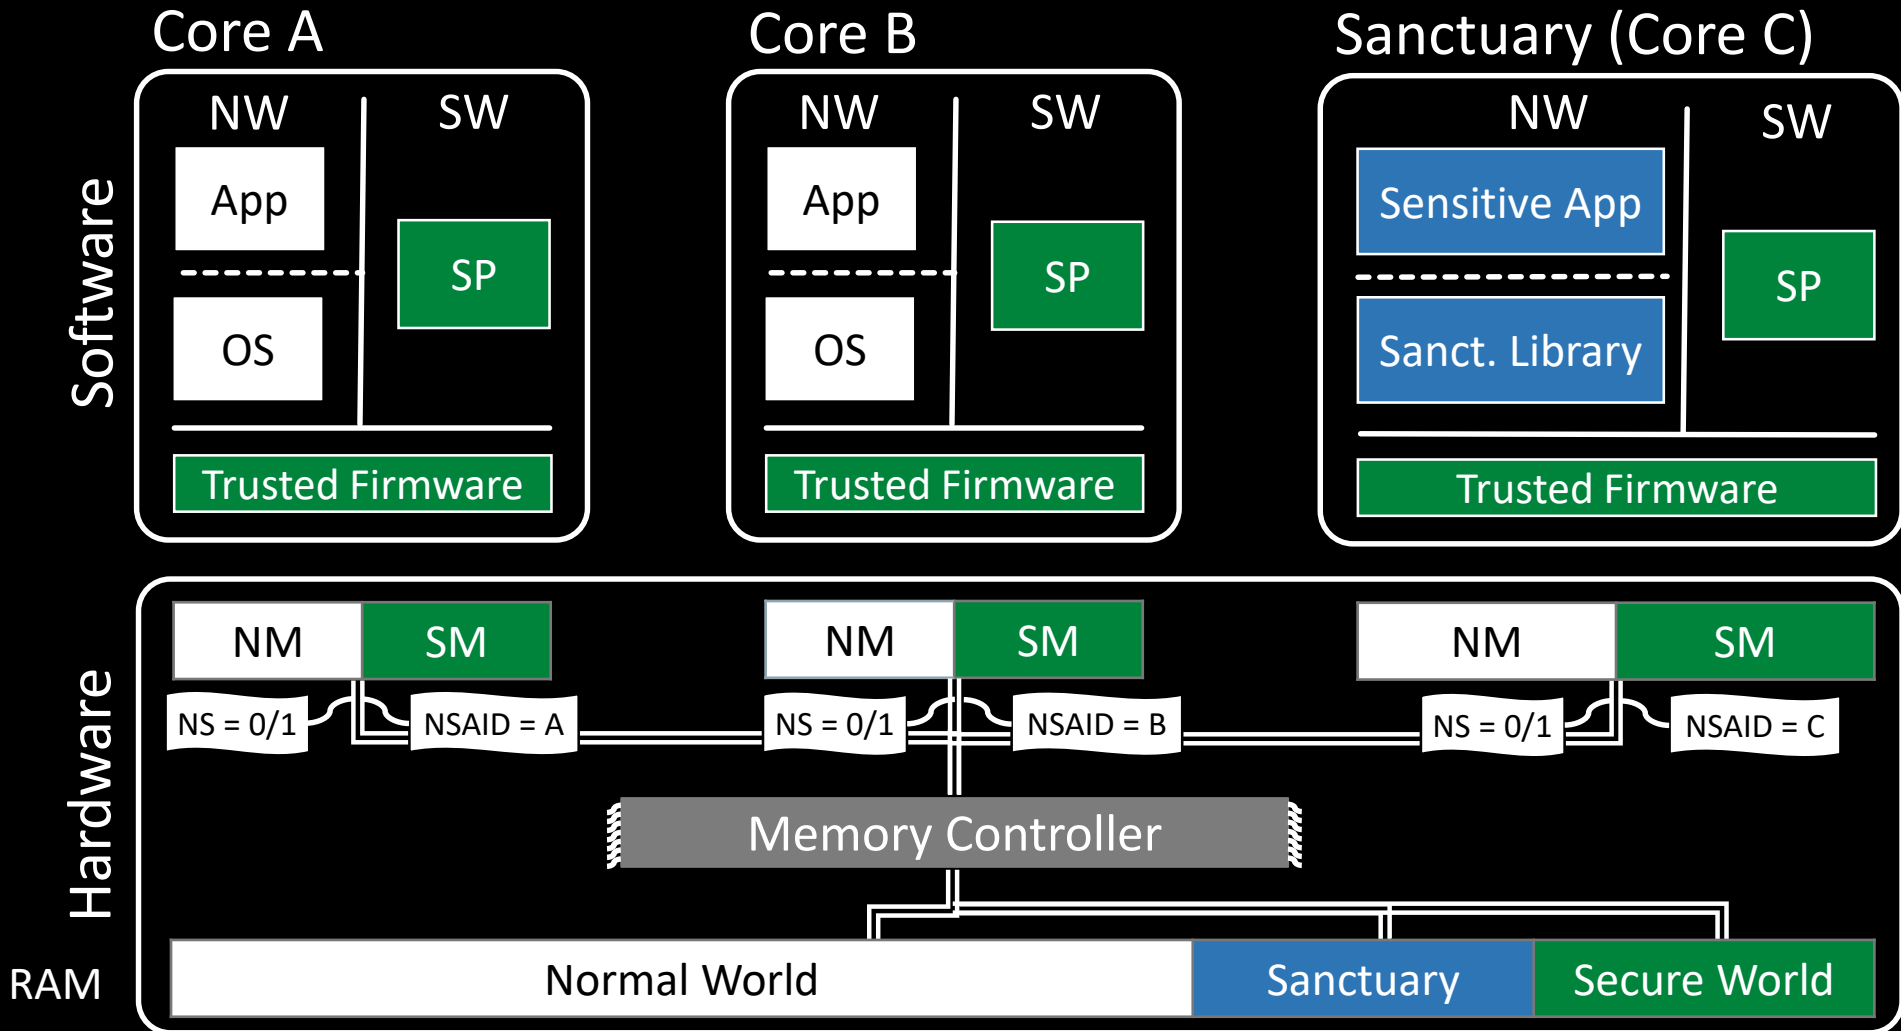 Core A
Core B
Sanctuary (Core C)
Software
NW
SW
App
SP
OS
Trusted Firmware
NW
SW
App
SP
OS
Trusted Firmware
NW
SW
Sensitive App
SP
Sanct. Library
Trusted Firmware
Hardware
NM
SM
NM
SM
NM
SM
NS = 0/1
NSAID = A
NS = 0/1
NSAID = B
NS = 0/1
NSAID = C
Memory Controller
RAM
Normal World
Sanctuary
Secure World